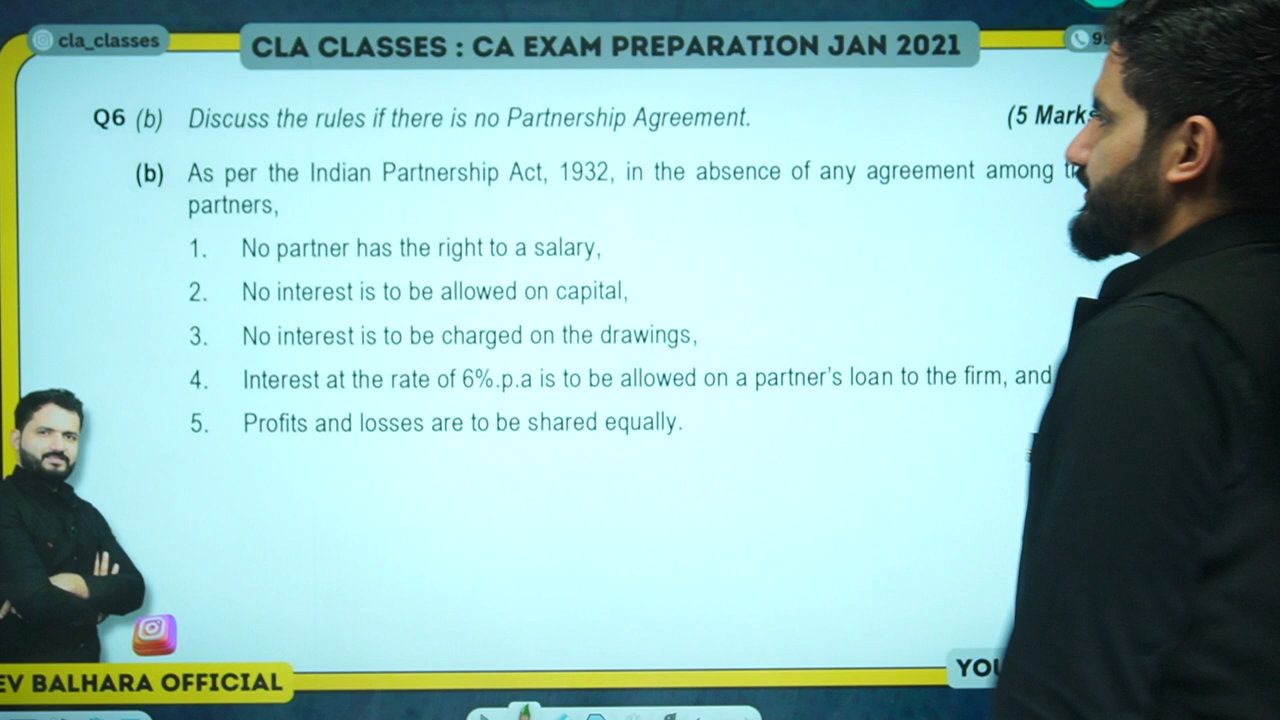 cla_classes
CLA CLASSES : CA EXAM PREPARATION JAN 2021
Q6 (b) Discuss the rules if there is no Partnership Agreement. (5 Marks
(b) As per the Indian Partnership Act, 1932, in the absence of any agreement among
partners,
1. No partner has the right to a salary,
2. No interest is to be allowed on capital,
3. No interest is to be charged on the drawings,
4. Interest at the rate of 6%.p.a is to be allowed on a partner's loan to the firm, and
5. Profits and losses are to be shared equally.
EV BALHARA OFFICIAL